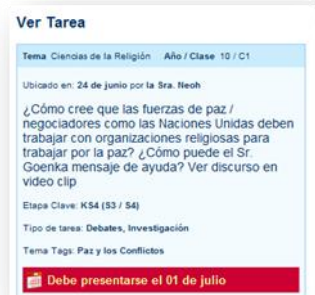 Ver Tarea
Tema Ciencias de la Religión Año / Clase 10 / C1
Ubicado en: 24 de junio por la Sra. Neoh
¿Cómo cree que las fuerzas de paz /
negociadores como las Naciones Unidas deben
trabajar con organizaciones religiosas para
trabajar por la paz? ¿Cómo puede el Sr.
Goenka mensaje de ayuda? Ver discurso en
video clip
Etapa Clave: KS4 (S3 / S4)
Tipo de tarea: Debates, Investigación
Tema Tags: Paz y los Conflictos
Debe presentarse el 01 de julio